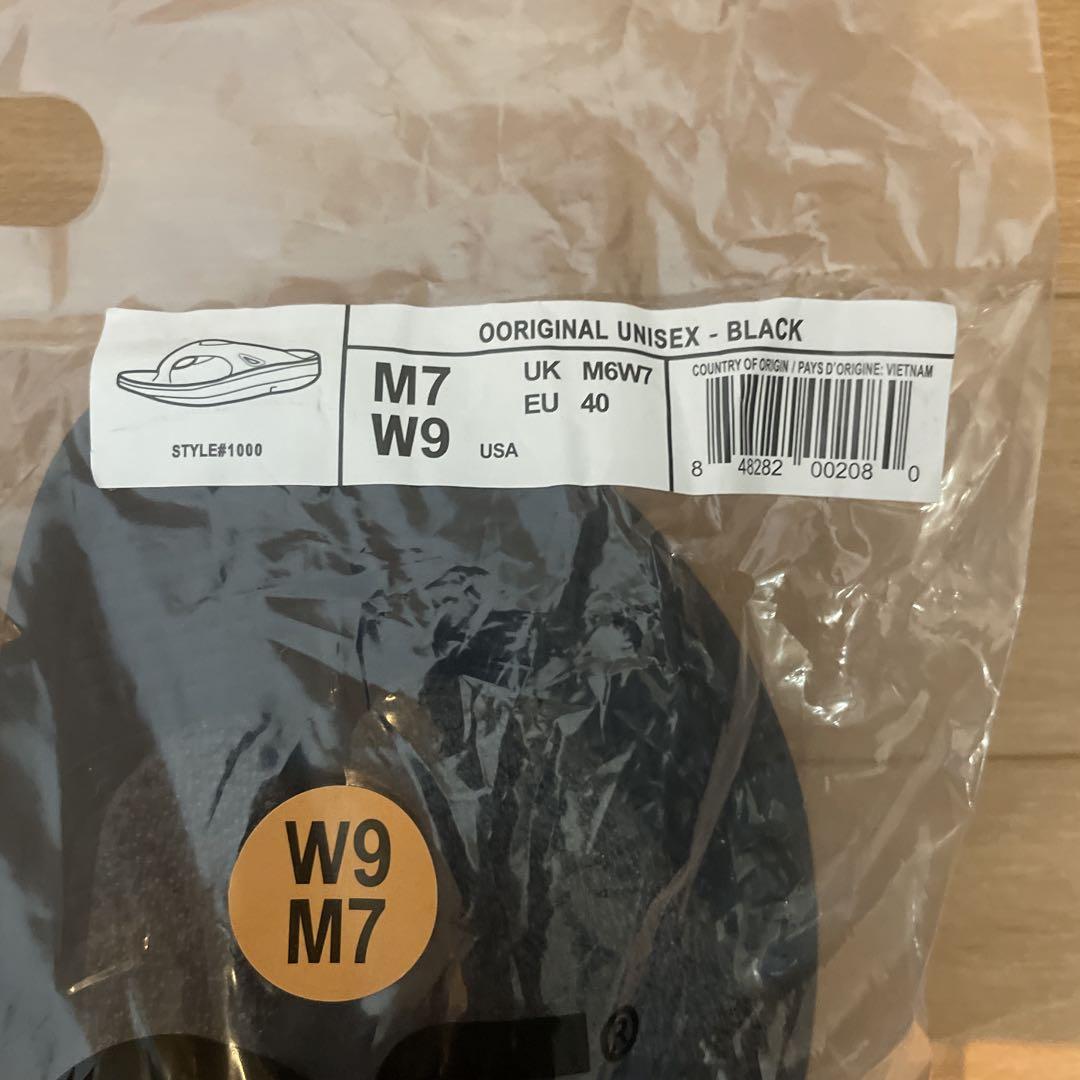 OORIGINAL UNISEX - BLACK
STYLE#1000
M7
W9
USA
UK M6W7
EU 40
COUNTRY OF ORIGIN / PAYS D'ORIGINE: VIETNAM
8 48282 00208 0
W9
M7
®